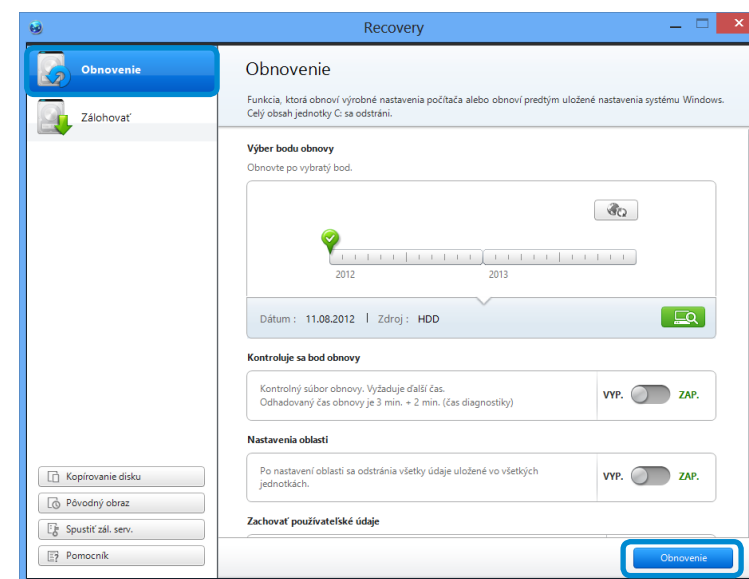 Recovery
Obnovenie
Zálohovať
Kopírovanie disku
Pôvodný obraz
Spustiť zál. serv.
Pomocník
Obnovenie
Funkcia, ktorá obnoví výrobné nastavenia počítača alebo obnoví predtým uložené nastavenia systému Windows.
Celý obsah jednotky C: sa odstráni.
Výber bodu obnovy
Obnovte po vybratý bod.
2012 2013
Dátum : 11.08.2012 | Zdroj : HDD
Kontroluje sa bod obnovy
Kontrolný súbor obnovy. Vyžaduje ďalší čas.
Odhadovaný čas obnovy je 3 min. + 2 min. (čas diagnostiky)
VYP. ZAP.
Nastavenia oblasti
Po nastavení oblasti sa odstránia všetky údaje uložené vo všetkých
jednotkách.
VYP. ZAP.
Zachovať používateľské údaje
Obnovenie